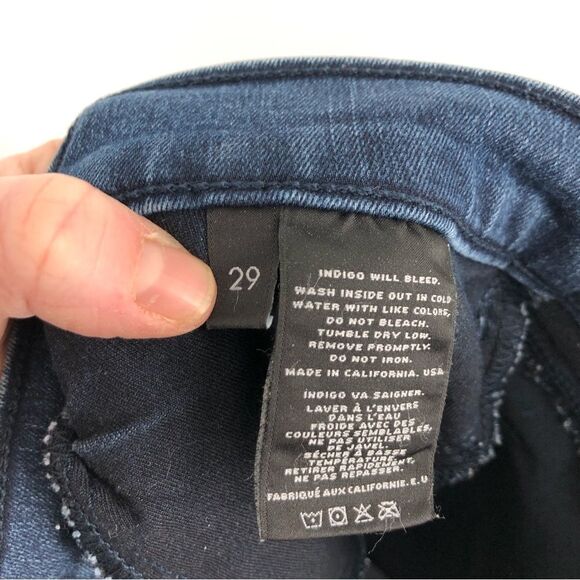 29
INDIGO WILL BLEED.
WASH INSIDE OUT IN COLD
WATER WITH LIKE COLORS,
DO NOT BLEACH.
TUMBLE DRY LOW.
REMOVE PROMPTLY.
DO NOT IRON.
MADE IN CALIFORNIA. USA
INDIGO VA SAIGNER.
LAVER À L'ENVERS
DANS L'EAU
FROIDE AVEC DES
COULEURS SEMBLABLES,
NE PAS UTILISER
DE JAVEL.
SÉCHER À BASSE
TEMPÉRATURE.
RETIRER RAPIDEMENT.
NE PAS REPASSER.
FABRIQUÉ AUX CALIFORNIE. E.U